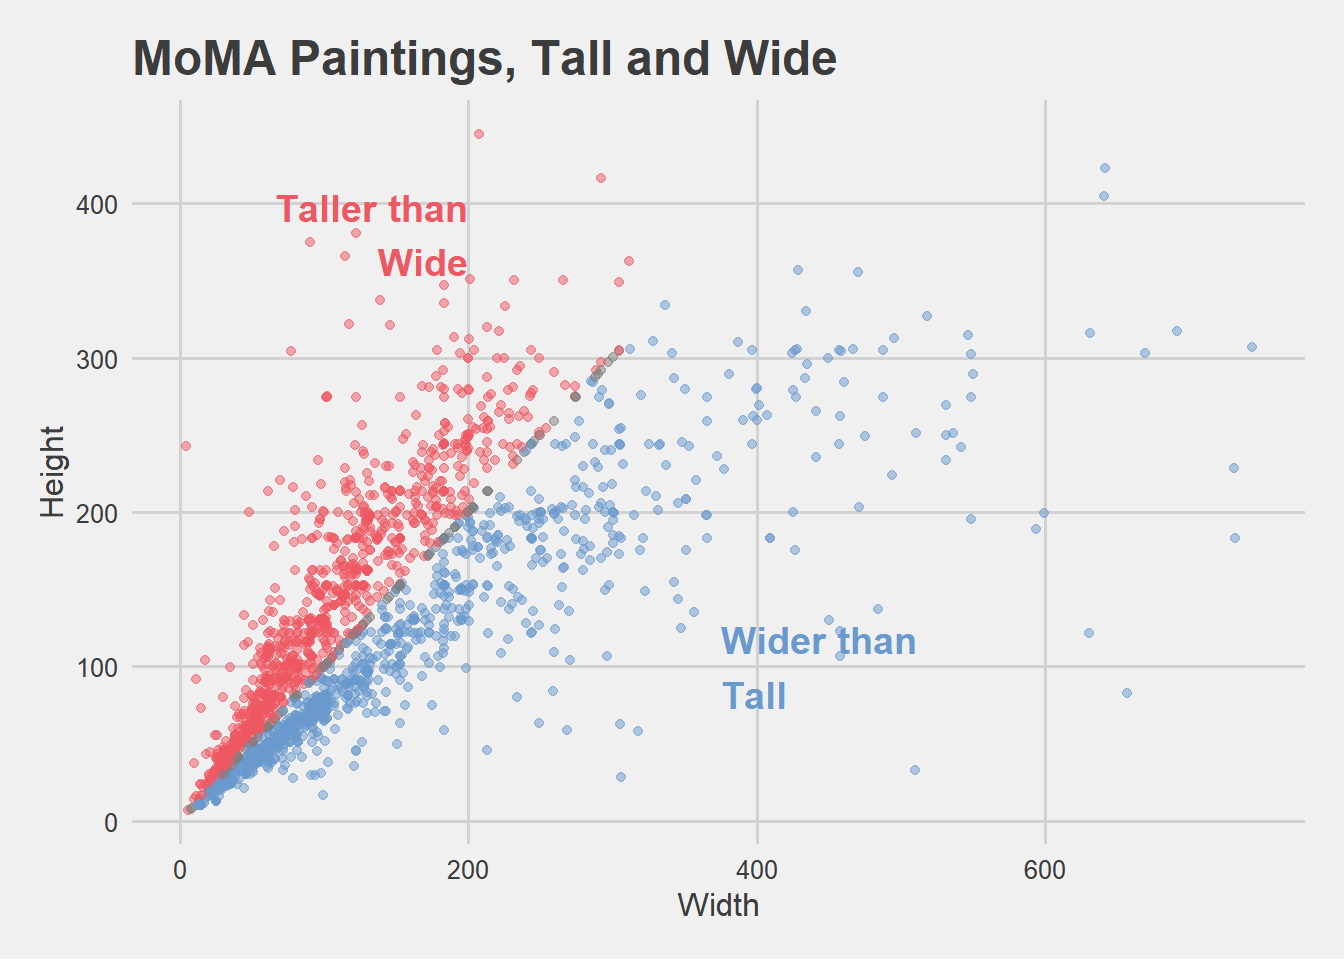 MoMA Paintings, Tall and Wide
400
300
200
100
0
Height
Taller than
Wide
Wider than
Tall
0
200
400
600
Width